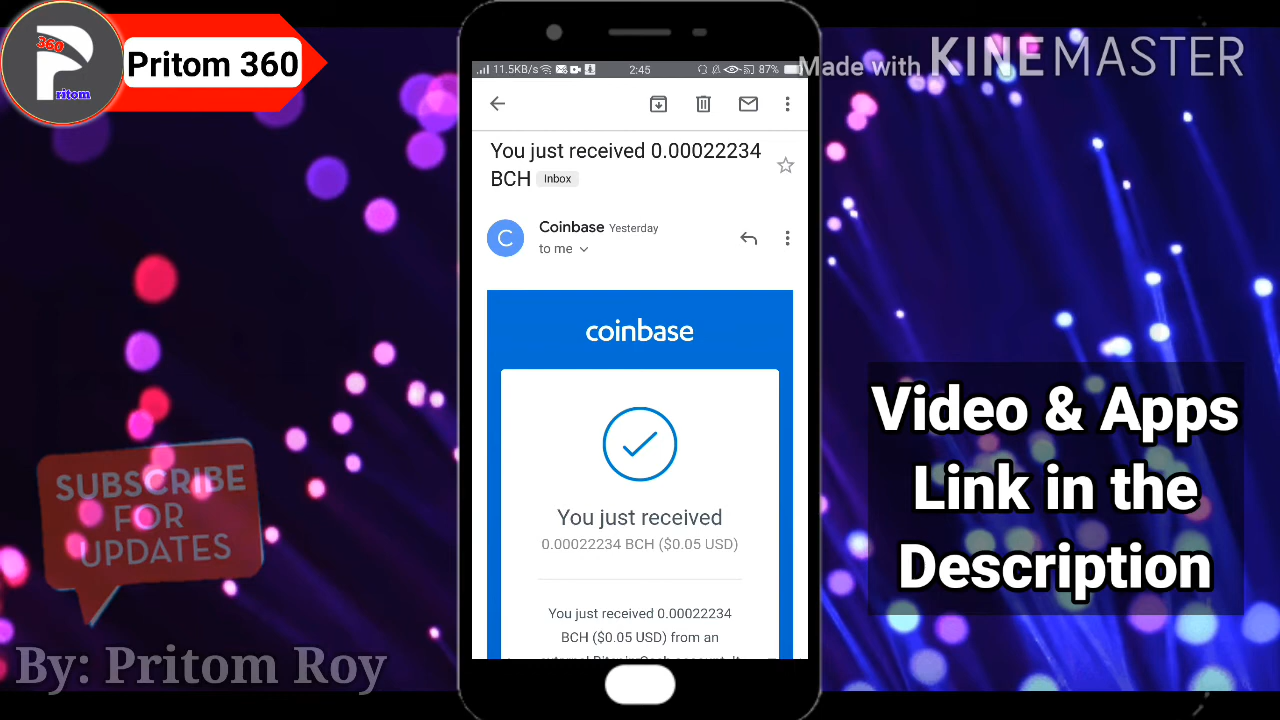 360
ritom
Pritom 360
Made with KINEMASTER
11.5KB/s
2:45
87%
You just received 0.00022234
BCH Inbox
C
Coinbase Yesterday
to me
coinbase
You just received
0.00022234 BCH ($0.05 USD)
You just received 0.00022234
BCH ($0.05 USD) from an
SUBSCRIBE
FOR
UPDATES
By: Pritom Roy
Video & Apps
Link in the
Description